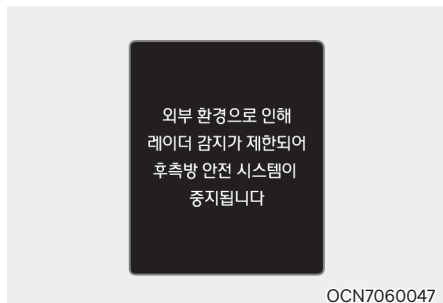 외부 환경으로 인해
레이더 감지가 제한되어
후측방 안전 시스템이
중지됩니다
OCN7060047